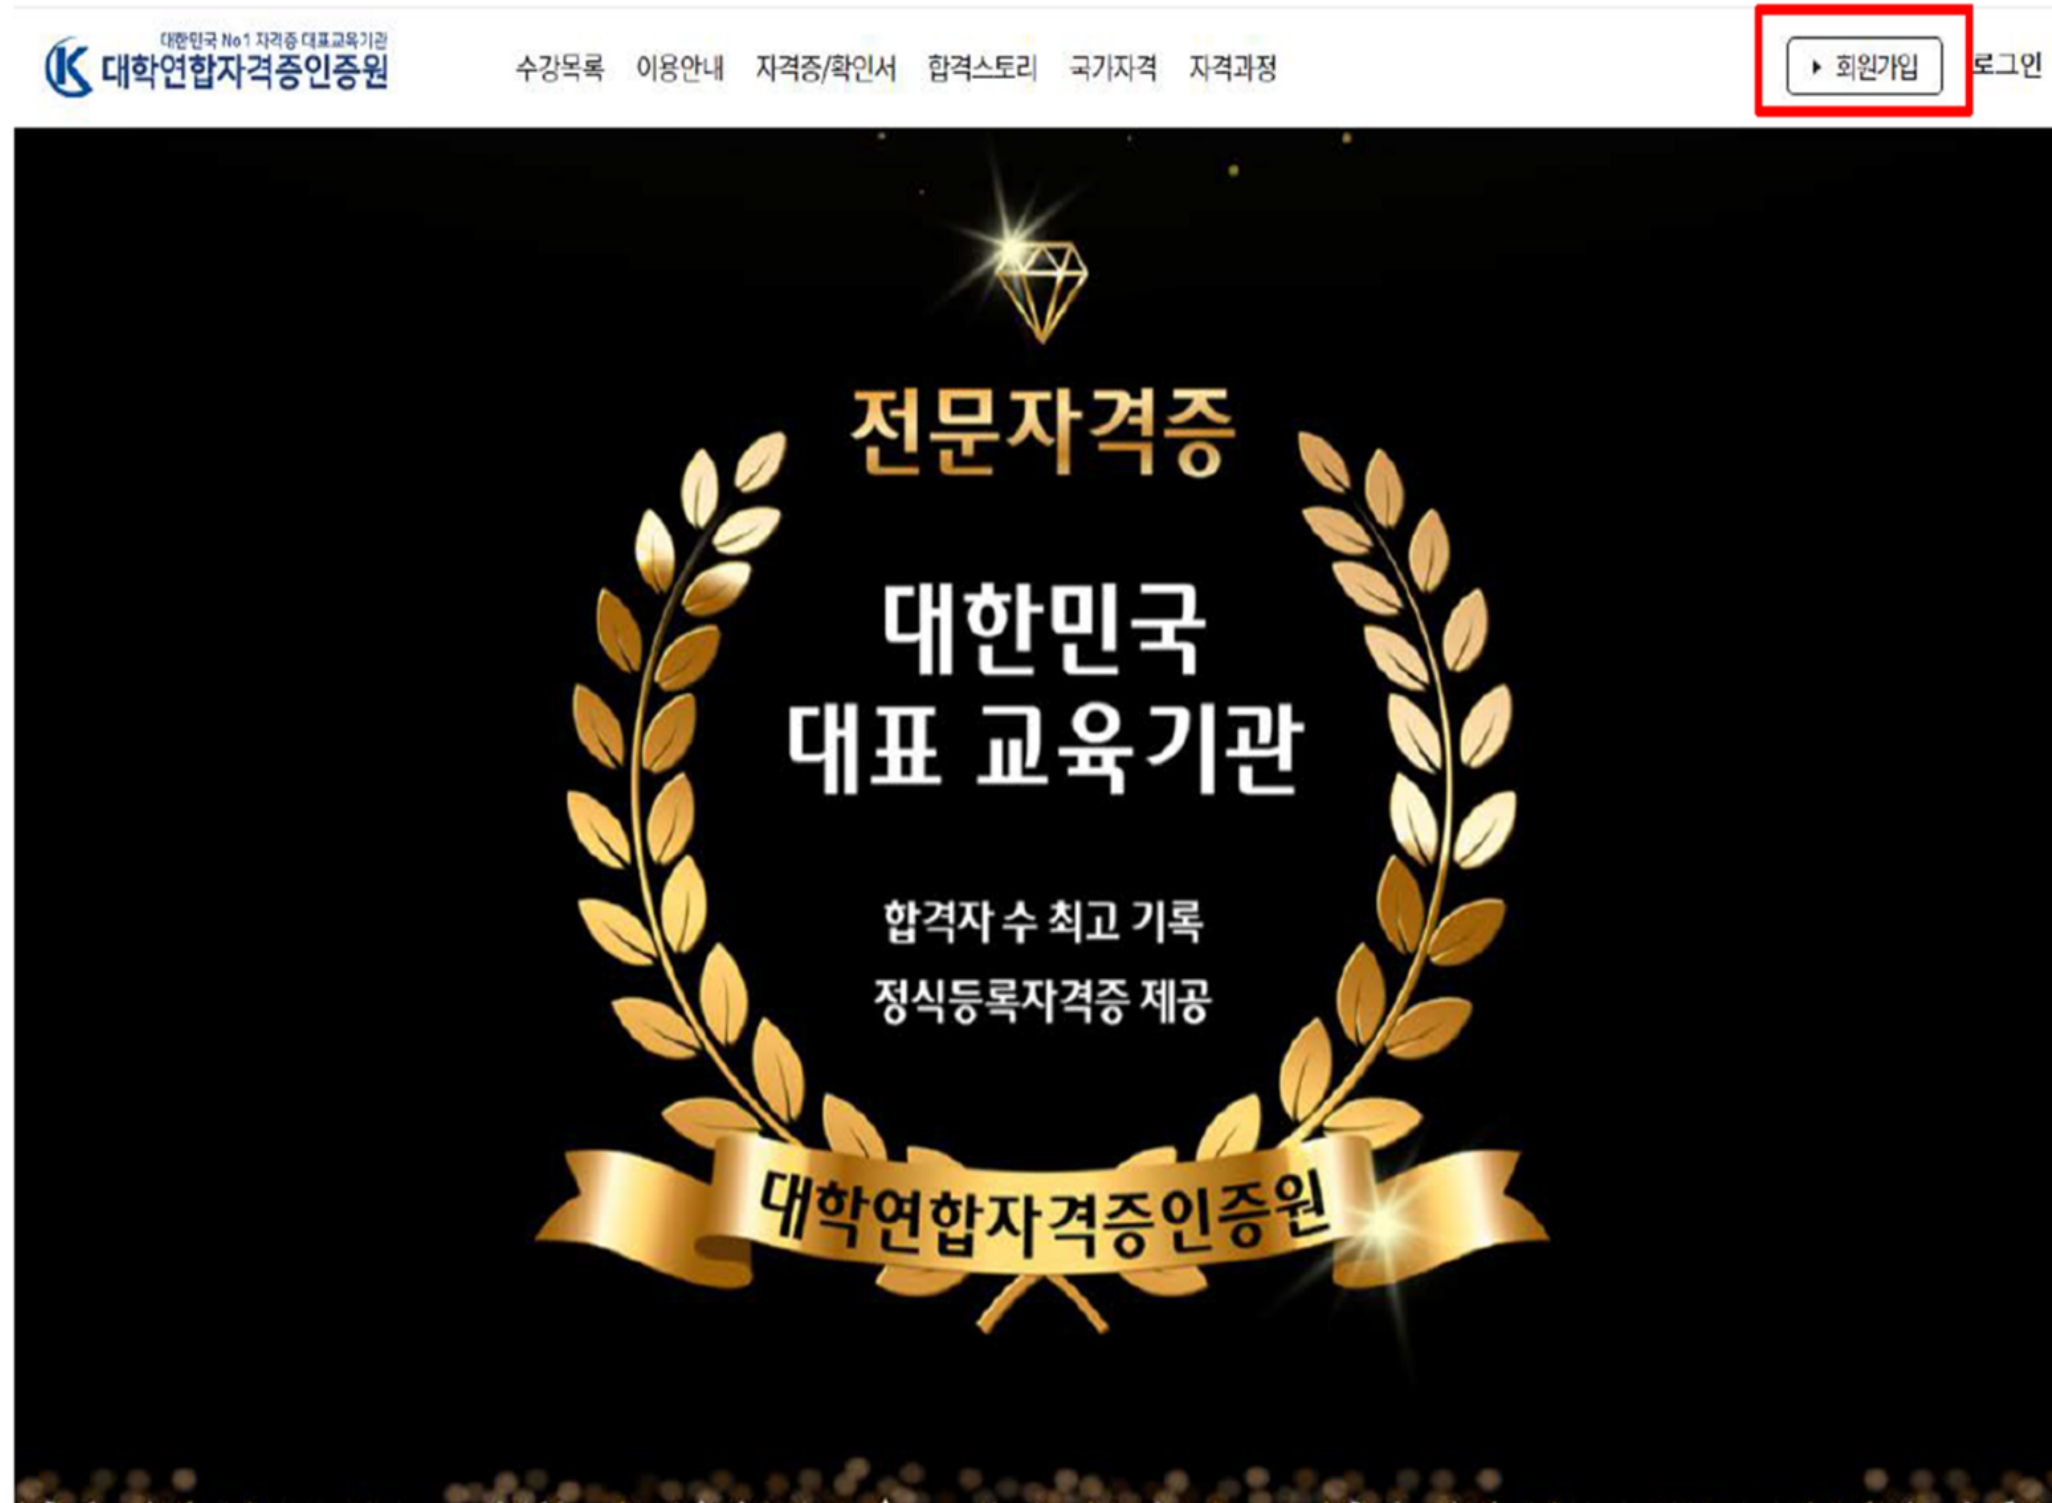 대한민국 No1 자격증 대표교육기관
대학연합자격증인증원
수강목록 이용안내 자격증/확인서 합격스토리 국가자격 자격과정
회원가입 로그인
전문자격증
대한민국
대표 교육기관
합격자 수 최고 기록
정식등록자격증 제공
대학연합자격증인증원